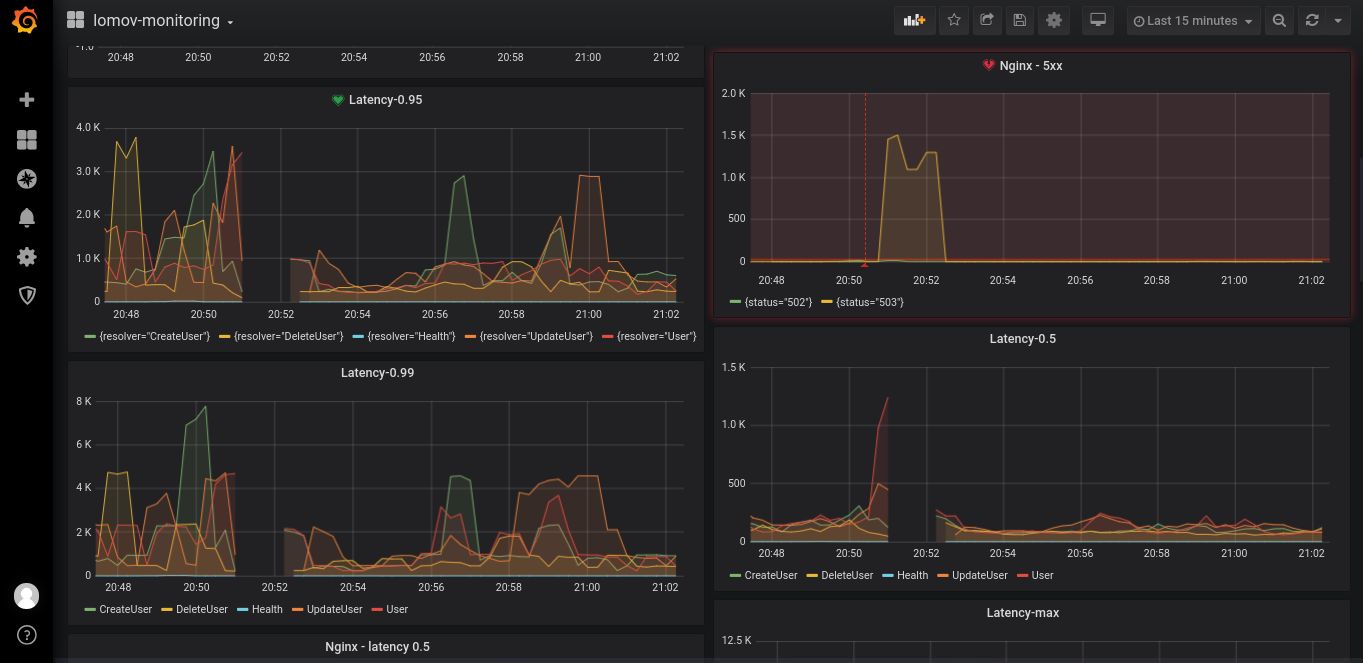 lomov-monitoring
Last 15 minutes
-1.0
20:48 20:50 20:52 20:54 20:56 20:58 21:00 21:02
Latency-0.95
4.0 K
3.0 K
2.0 K
1.0 K
0
20:48 20:50 20:52 20:54 20:56 20:58 21:00 21:02
{resolver="CreateUser"} {resolver="DeleteUser"} {resolver="Health"} {resolver="UpdateUser"} {resolver="User"}
Latency-0.99
8 K
6 K
4 K
2 K
0
20:48 20:50 20:52 20:54 20:56 20:58 21:00 21:02
CreateUser DeleteUser Health UpdateUser User
Nginx - latency 0.5
Nginx - 5xx
2.0 K
1.5 K
1.0 K
500
0
20:48 20:50 20:52 20:54 20:56 20:58 21:00 21:02
{status="502"} {status="503"}
Latency-0.5
1.5 K
1.0 K
500
0
20:48 20:50 20:52 20:54 20:56 20:58 21:00 21:02
CreateUser DeleteUser Health UpdateUser User
Latency-max
12.5 K